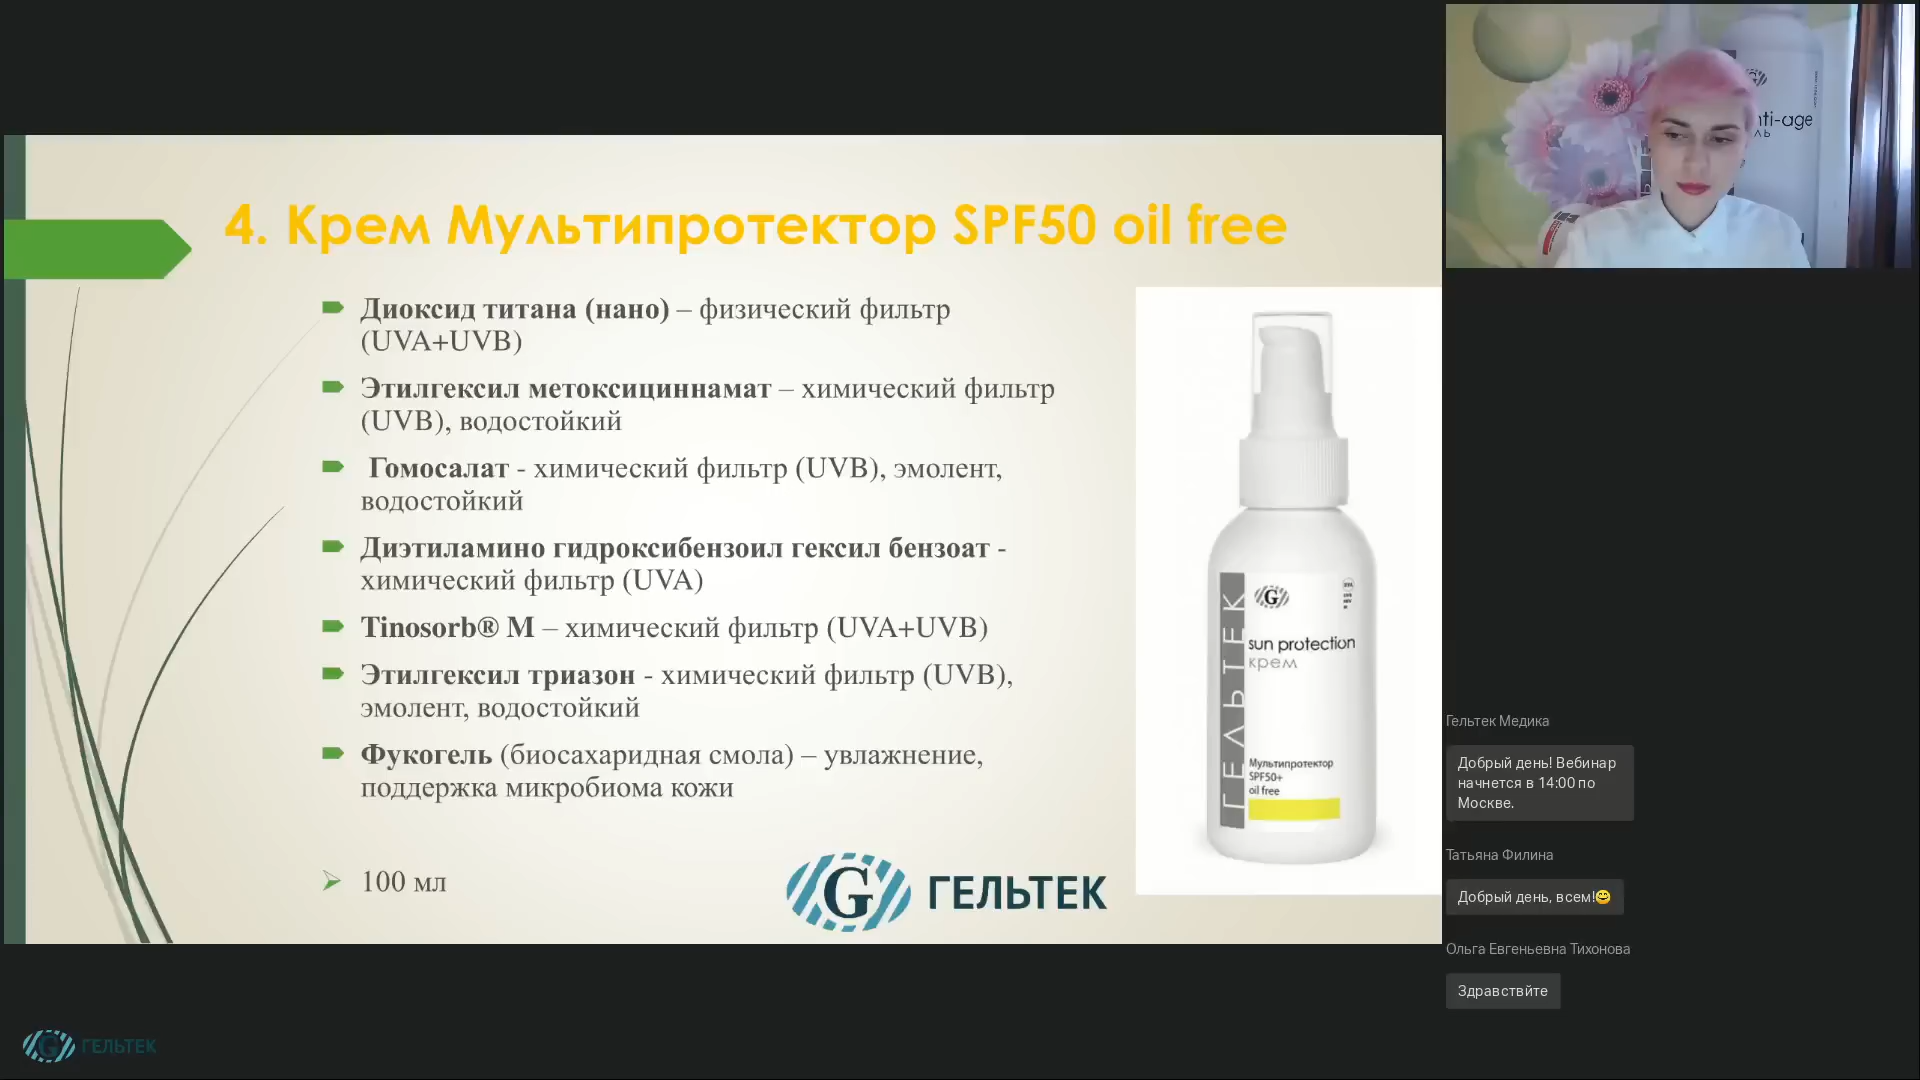 4. Крем Мультипротектор SPF50 oil free
Диоксид титана (нано) – физический фильтр
(UVA+UVB)
Этилгексил метоксициннамат – химический фильтр
(UVB), водостойкий
Гомосалат - химический фильтр (UVB), эмолент,
водостойкий
Диэтиламино гидроксибензоил гексил бензоат -
химический фильтр (UVA)
Tinosorb® M – химический фильтр (UVA+UVB)
Этилгексил триазон - химический фильтр (UVB),
эмолент, водостойкий
Фукогель (биосахаридная смола) – увлажнение,
поддержка микробиома кожи
100 мл
G ГЕЛЬТЕК
ГЕЛЬТЕК
G
sun protection
крем
Мультипротектор
SPF50+
oil free
nti-age
Гельтек Медика
Добрый день! Вебинар
начнется в 14:00 по
Москве.
Татьяна Филина
Добрый день, всем!😊
Ольга Евгеньевна Тихонова
Здравствйте
G ГЕЛЬТЕК